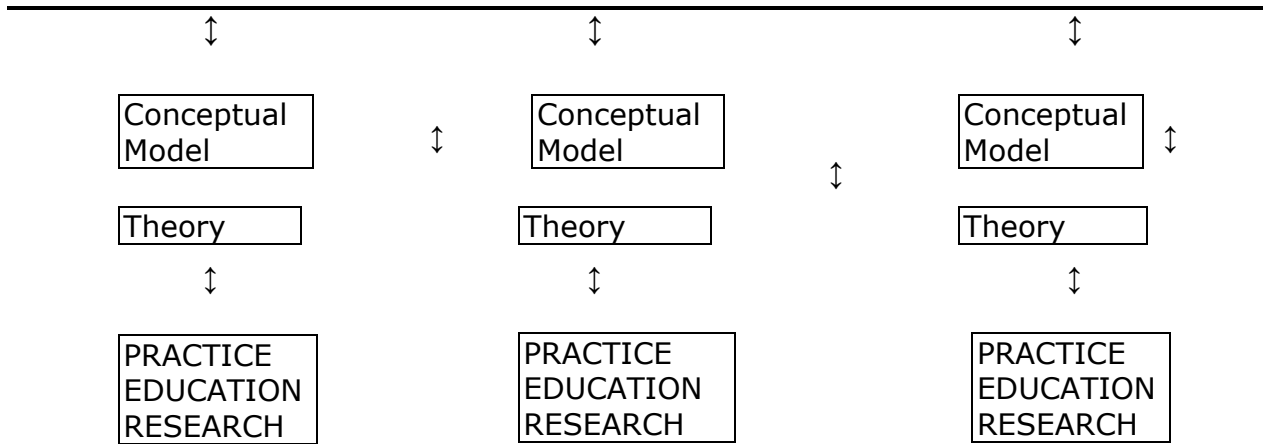 ↕ ↕ ↕
Conceptual Model
↕
Conceptual Model
↕
Conceptual Model
↕
Theory
Theory
Theory
↕ ↕ ↕
PRACTICE
EDUCATION
RESEARCH
PRACTICE
EDUCATION
RESEARCH
PRACTICE
EDUCATION
RESEARCH